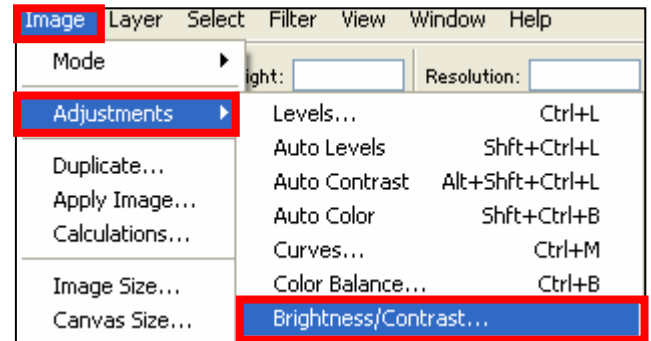 Image Layer Select Filter View Window Help
Mode
ight: Resolution:
Adjustments
Levels... Ctrl+L
Auto Levels Shft+Ctrl+L
Duplicate...
Auto Contrast Alt+Shft+Ctrl+L
Apply Image...
Auto Color Shft+Ctrl+B
Calculations...
Curves... Ctrl+M
Image Size...
Color Balance... Ctrl+B
Canvas Size...
Brightness/Contrast...